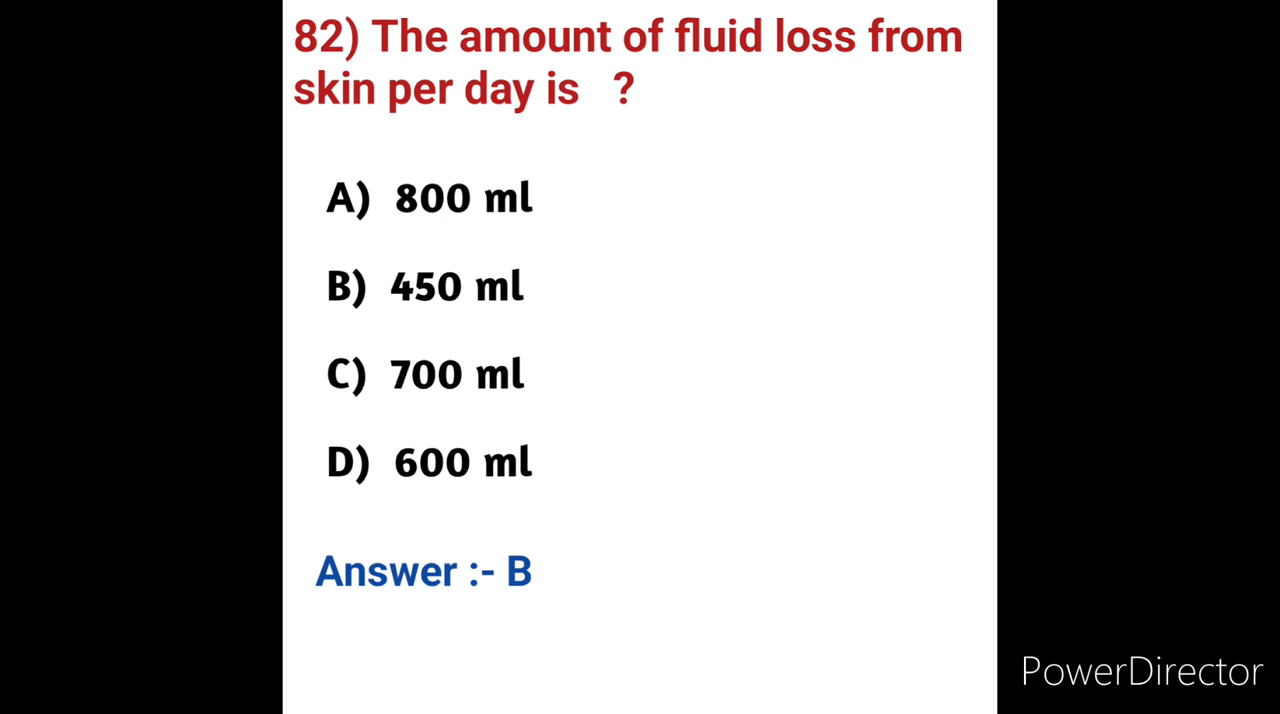 82) The amount of fluid loss from
skin per day is ?
A) 800 ml
B) 450 ml
C) 700 ml
D) 600 ml
Answer :- B
PowerDirector